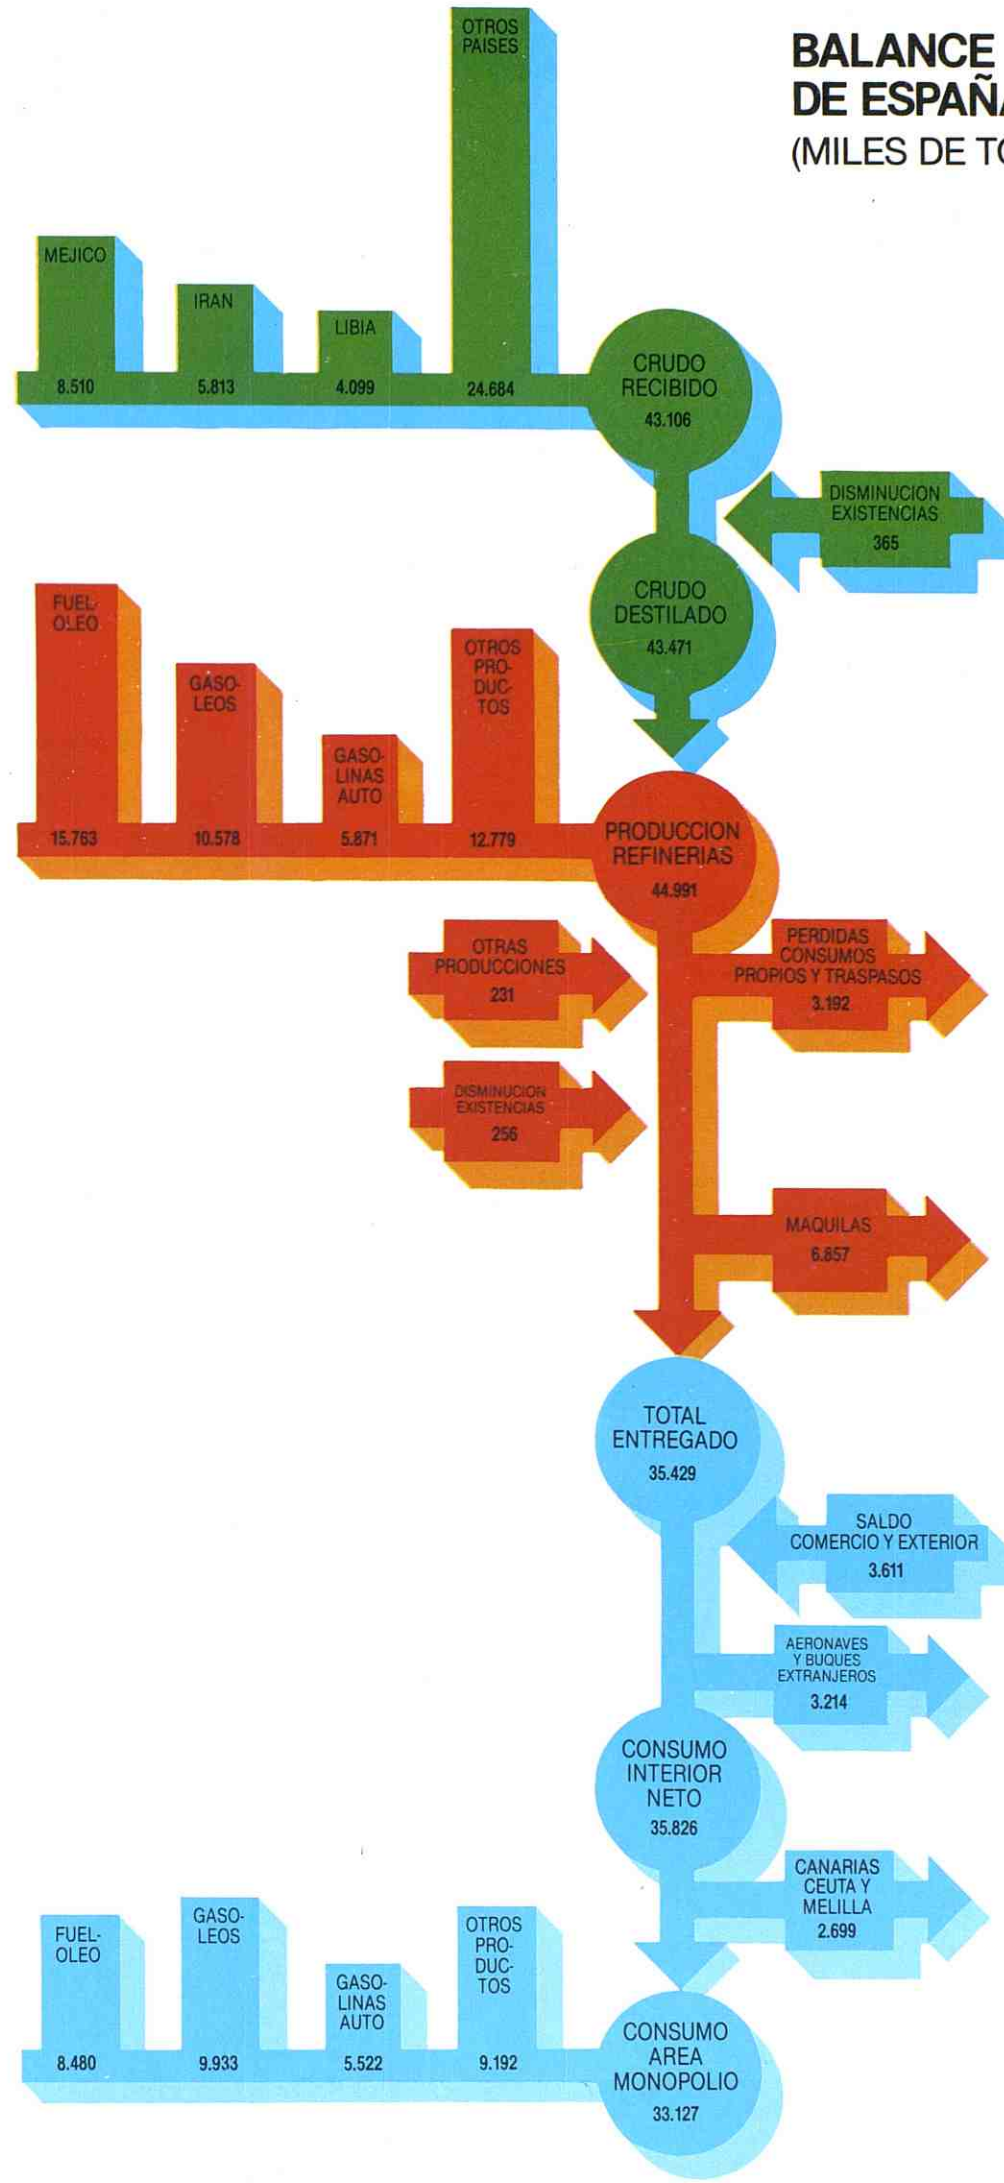 BALANCE
DE ESPAÑA
(MILES DE
OTROS
PAISES
MEJICO
IRAN
LIBIA
8.510
5.813
4.099
24.684
CRUDO
RECIBIDO
43.106
DISMINUCION
EXISTENCIAS
365
CRUDO
DESTILADO
43.471
FUEL-
OLEO
GASO-
LEOS
GASO-
LINAS
AUTO
OTROS
PRO-
DUC-
TOS
15.763
10.578
5.871
12.779
PRODUCCION
REFINERIAS
44.991
OTRAS
PRODUCCIONES
231
PERDIDAS
CONSUMOS
PROPIOS Y TRASPASOS
3.192
DISMINUCION
EXISTENCIAS
256
MAQUILAS
6.857
TOTAL
ENTREGADO
35.429
SALDO
COMERCIO Y EXTERIOR
3.611
AERONAVES
Y BUQUES
EXTRANJEROS
3.214
CONSUMO
INTERIOR
NETO
35.826
CANARIAS
CEUTA Y
MELILLA
2.699
FUEL-
OLEO
GASO-
LEOS
GASO-
LINAS
AUTO
OTROS
PRO-
DUC-
TOS
8.480
9.933
5.522
9.192
CONSUMO
AREA
MONOPOLIO
33.127